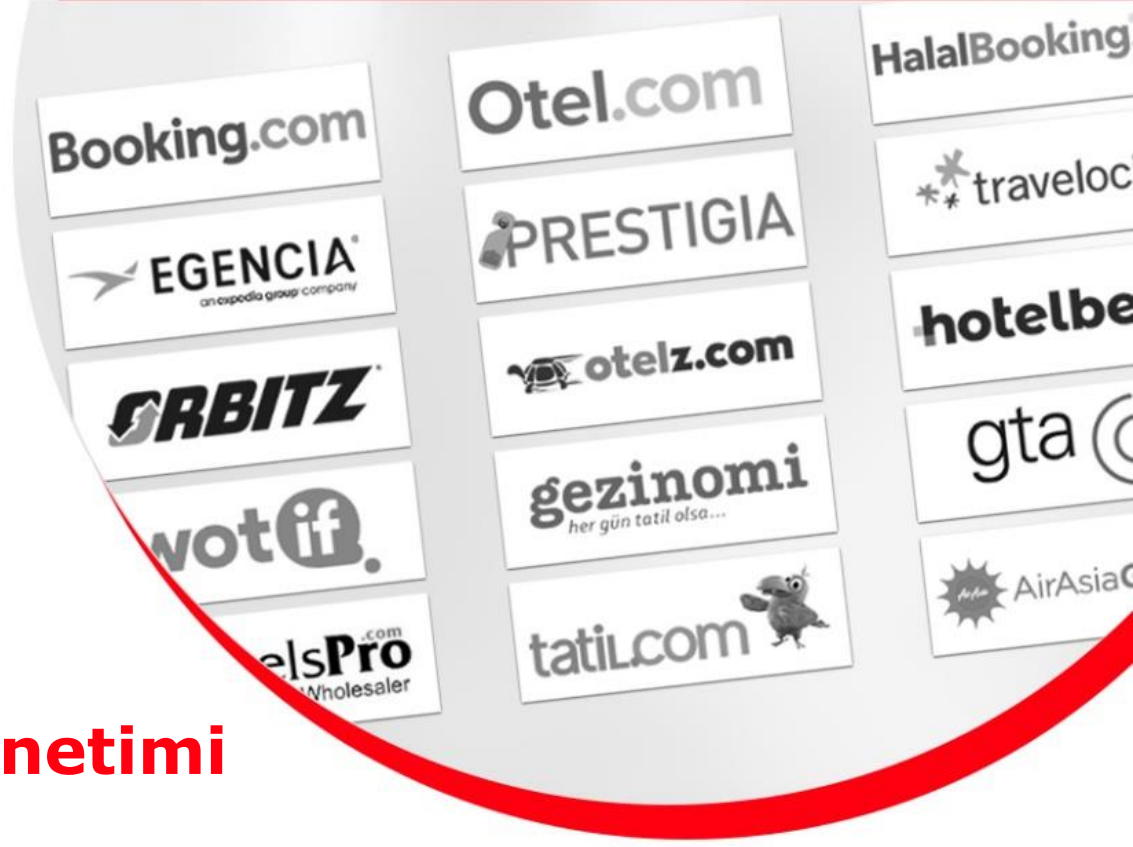 Booking.com
EGENCIA
an expedia group company
ORBITZ
wotif
elsPro
.com
Wholesaler
Otel.com
PRESTIGIA
otelz.com
gezinomi
her gün tatil olsa...
tatil.com
HalalBooking
traveloc
hotelbe
gta
AirAsia
netimi